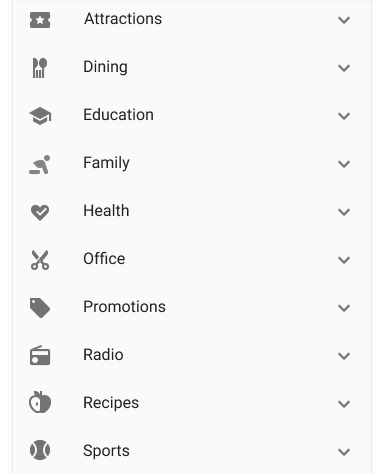 Attractions
Dining
Education
Family
Health
Office
Promotions
Radio
Recipes
Sports